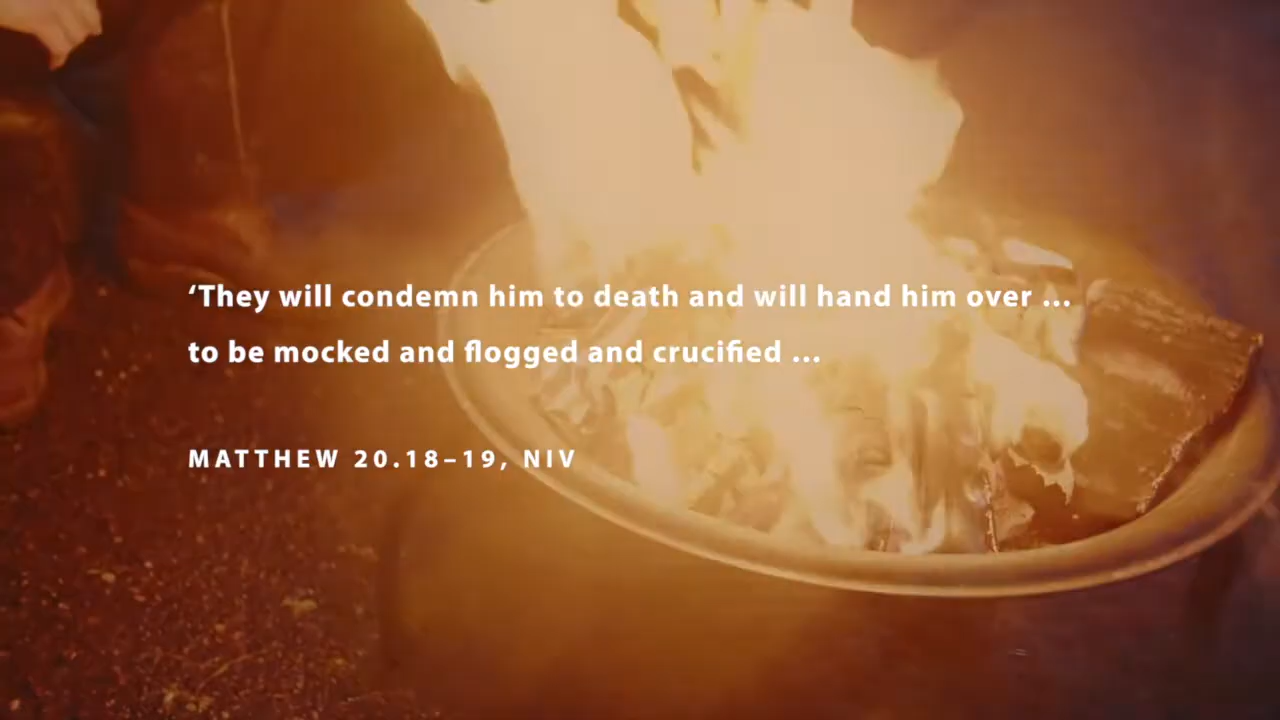 ‘They will condemn him to death and will hand him over ...
to be mocked and flogged and crucified ...
MATTHEW 20.18–19, NIV